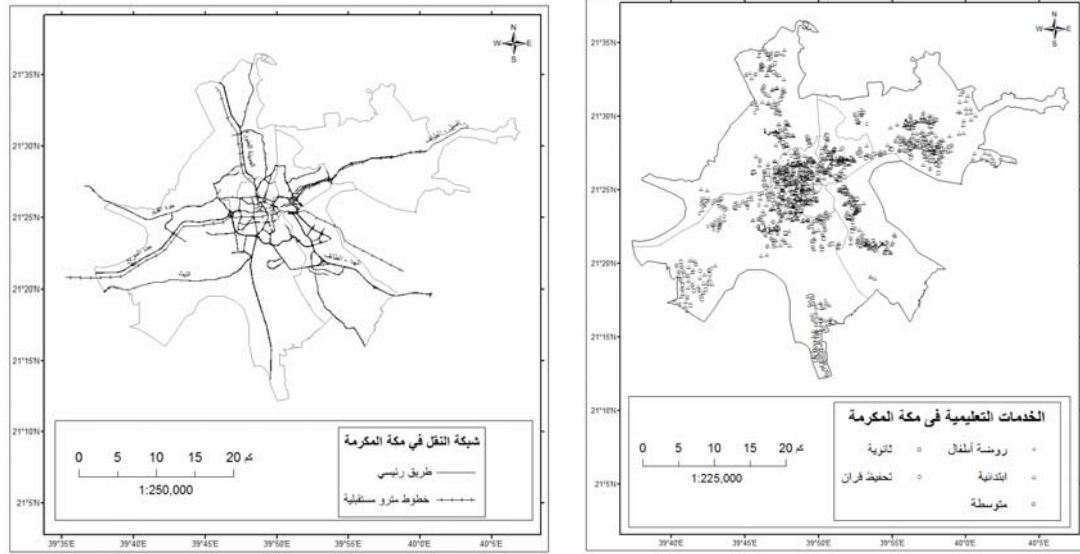 N
W E
S
21°35'N
21°30'N
21°25'N
21°20'N
21°15'N
21°10'N
21°5'N
الليث
شبكة النقل في مكة المكرمة
طريق رئيسي
خطوط مترو مستقبلية
0 5 10 15 20 كم
1:250,000
39°35'E 39°40'E 39°45'E 39°50'E 39°55'E 40°0'E 40°5'E
N
W E
S
21°35'N
21°30'N
21°25'N
21°20'N
21°15'N
21°10'N
21°5'N
الخدمات التعليمية فى مكة المكرمة
روضة أطفال ثانوية
ابتدائية تحفيظ قران
متوسطة
0 5 10 15 20 كم
1:225,000
39°40'E 39°45'E 39°50'E 39°55'E 40°0'E 40°5'E